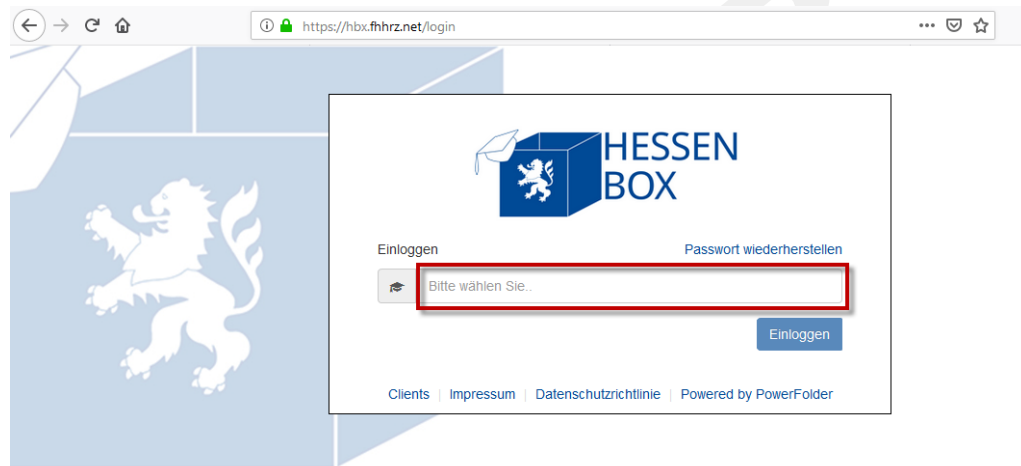 https://hbx.fhhrz.net/login
HESSEN
BOX
Einloggen Passwort wiederherstellen
Bitte wählen Sie..
Einloggen
Clients | Impressum | Datenschutzrichtlinie | Powered by PowerFolder